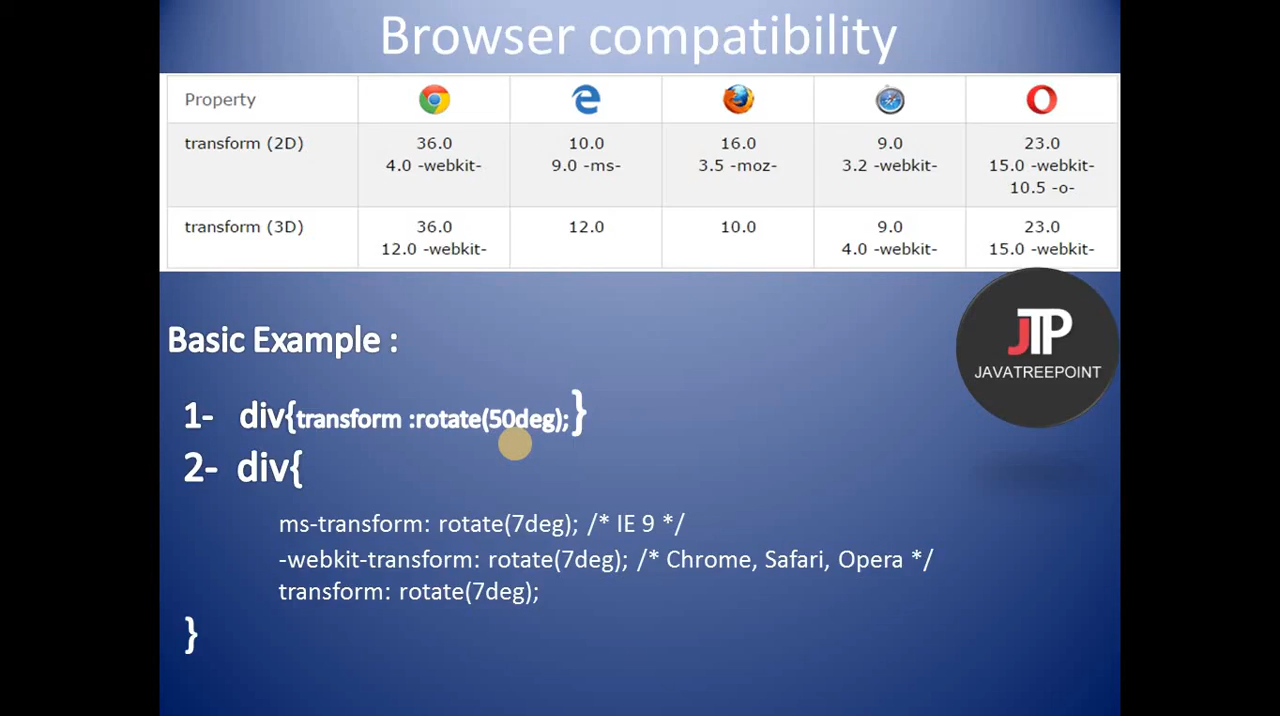 Browser compatibility
Property
transform (2D) 36.0 10.0 16.0 9.0 23.0
4.0 -webkit- 9.0 -ms- 3.5 -moz- 3.2 -webkit- 15.0 -webkit-
10.5 -o-
transform (3D) 36.0 12.0 10.0 9.0 23.0
12.0 -webkit- 4.0 -webkit- 15.0 -webkit-
JTP
JAVATREEPOINT
Basic Example :
1- div{transform :rotate(50deg);}
2- div{
ms-transform: rotate(7deg); /* IE 9 */
-webkit-transform: rotate(7deg); /* Chrome, Safari, Opera */
transform: rotate(7deg);
}